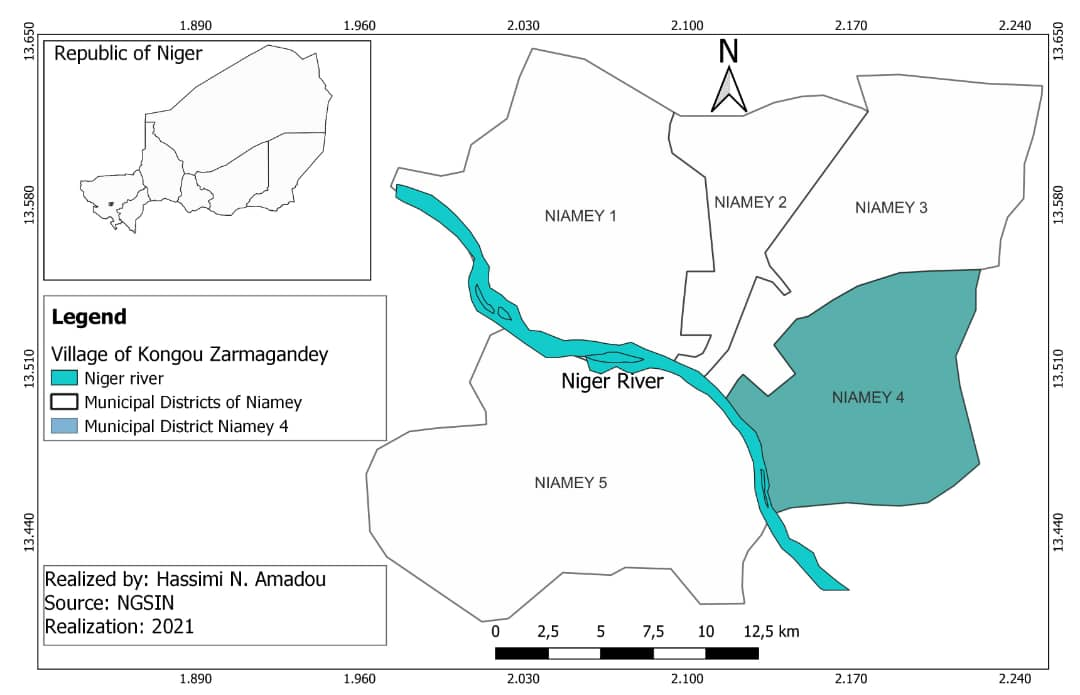 1.890 1.960 2.030 2.100 2.170 2.240
13.650
13.650
Republic of Niger
N
13.580
13.580
NIAMEY 1
NIAMEY 2
NIAMEY 3
Legend
Village of Kongou Zarmagandey
Niger river
Municipal Districts of Niamey
Municipal District Niamey 4
13.510
13.510
Niger River
NIAMEY 4
NIAMEY 5
13.440
13.440
Realized by: Hassimi N. Amadou
Source: NGSIN
Realization: 2021
0 2,5 5 7,5 10 12,5 km
1.890 1.960 2.030 2.100 2.170 2.240